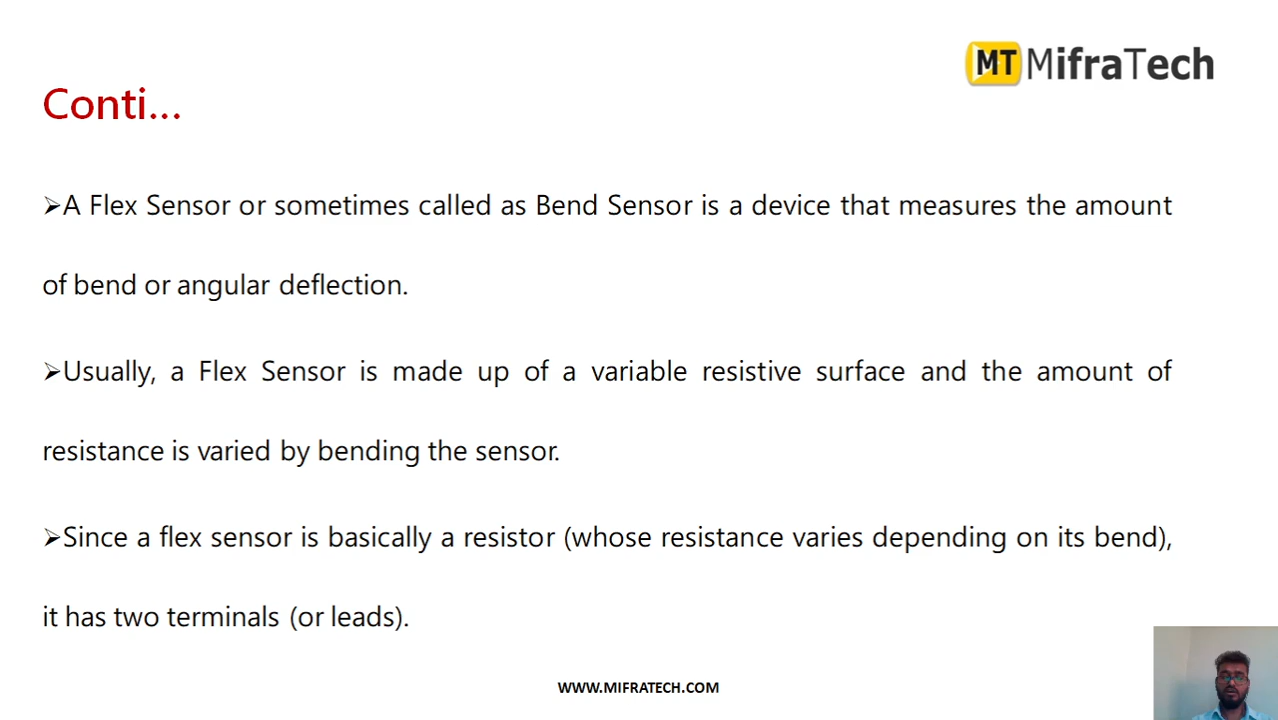 MT MifraTech
Conti...
➢A Flex Sensor or sometimes called as Bend Sensor is a device that measures the amount
of bend or angular deflection.
➢Usually, a Flex Sensor is made up of a variable resistive surface and the amount of
resistance is varied by bending the sensor.
➢Since a flex sensor is basically a resistor (whose resistance varies depending on its bend),
it has two terminals (or leads).
WWW.MIFRATECH.COM